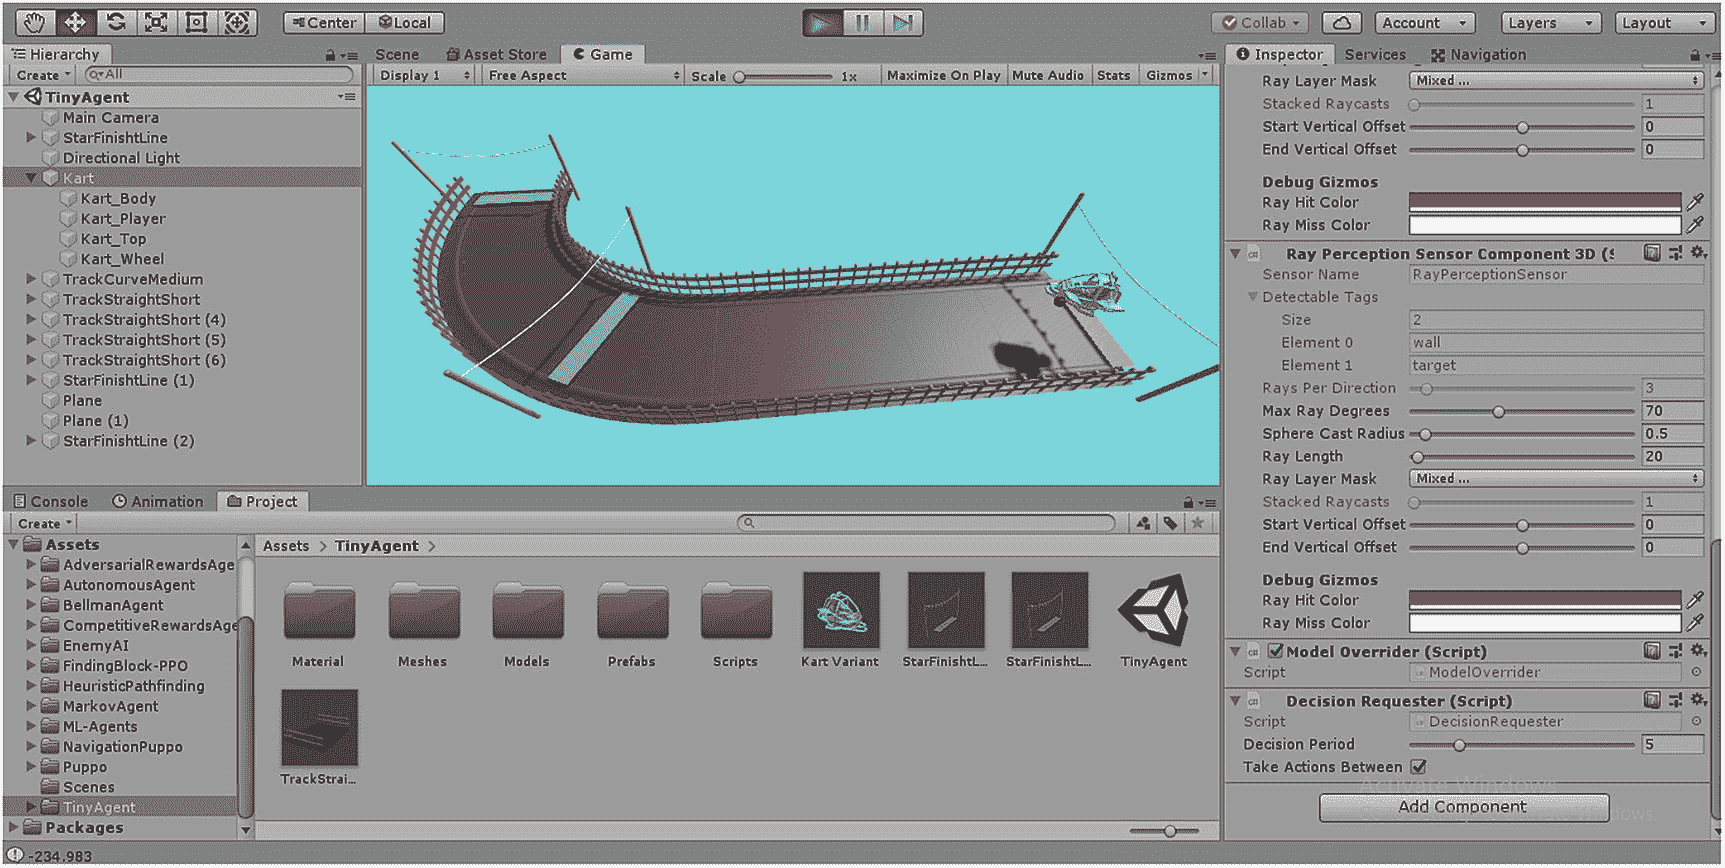 Center Local
Collab Account Layers Layout
Hierarchy
Create All
TinyAgent
Main Camera
StarFinishtLine
Directional Light
Kart
Kart_Body
Kart_Player
Kart_Top
Kart_Wheel
TrackCurveMedium
TrackStraightShort
TrackStraightShort (4)
TrackStraightShort (5)
TrackStraightShort (6)
StarFinishtLine (1)
Plane
Plane (1)
StarFinishtLine (2)
Scene Asset Store Game
Display 1 Free Aspect Scale 1x Maximize On Play Mute Audio Stats Gizmos
Inspector Services Navigation
Ray Layer Mask Mixed ...
Stacked Raycasts 1
Start Vertical Offset 0
End Vertical Offset 0
Debug Gizmos
Ray Hit Color
Ray Miss Color
Ray Perception Sensor Component 3D (S
Sensor Name RayPerceptionSensor
Detectable Tags
Size 2
Element 0 wall
Element 1 target
Rays Per Direction 3
Max Ray Degrees 70
Sphere Cast Radius 0.5
Ray Length 20
Ray Layer Mask Mixed ...
Stacked Raycasts 1
Start Vertical Offset 0
End Vertical Offset 0
Debug Gizmos
Ray Hit Color
Ray Miss Color
Model Overrider (Script)
Script ModelOverrider
Decision Requester (Script)
Script DecisionRequester
Decision Period 5
Take Actions Between
Activate Windows
Add Component
Console Animation Project
Create
Assets
AdversarialRewardsAge
AutonomousAgent
BellmanAgent
CompetitiveRewardsAge
EnemyAI
FindingBlock-PPO
HeuristicPathfinding
MarkovAgent
ML-Agents
NavigationPuppo
Puppo
Scenes
TinyAgent
Packages
Assets > TinyAgent >
Material Meshes Models Prefabs Scripts Kart Variant StarFinishtL... StarFinishtL... TinyAgent
TrackStrai...
-234.983